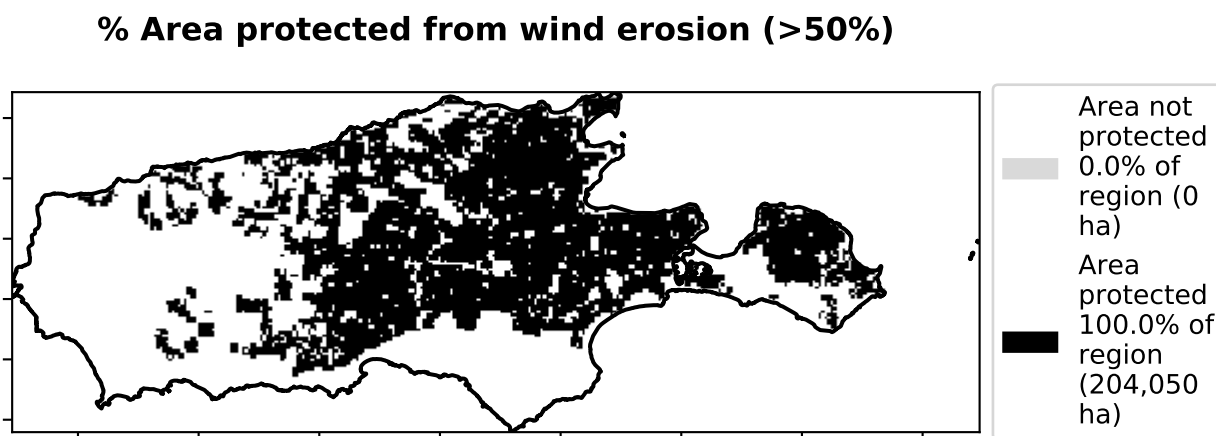 % Area protected from wind erosion (>50%)
Area not
protected
0.0% of
region (0
ha)
Area
protected
100.0% of
region
(204,050
ha)